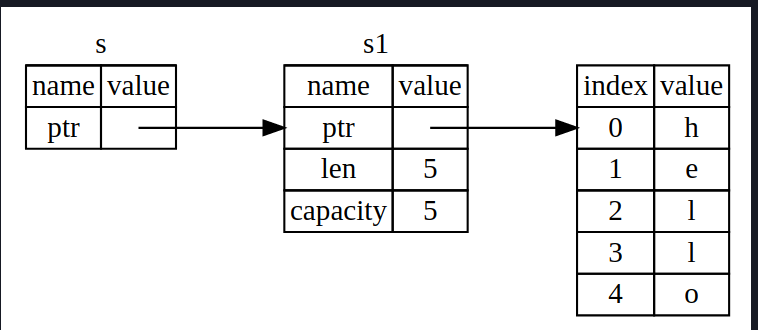 s
name value
ptr
s1
name value
ptr
len 5
capacity 5
index value
0 h
1 e
2 l
3 l
4 o